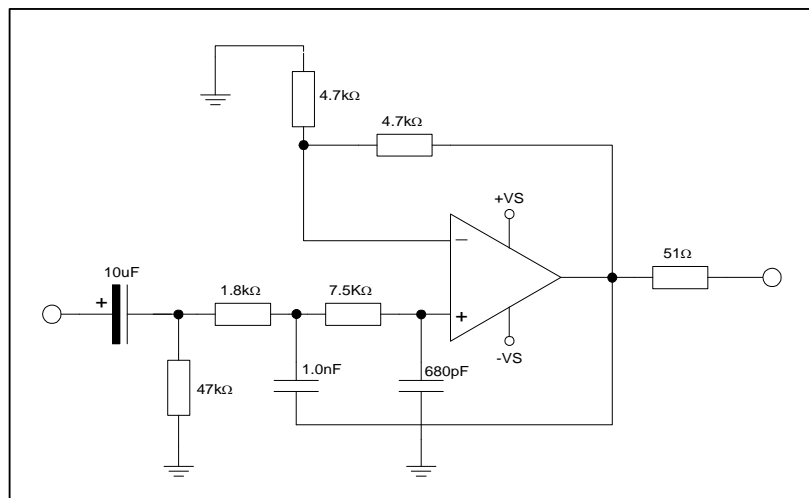 4.7kΩ
4.7kΩ
+VS
−
51Ω
10uF
+
1.8kΩ
7.5KΩ
+
-VS
1.0nF
680pF
47kΩ